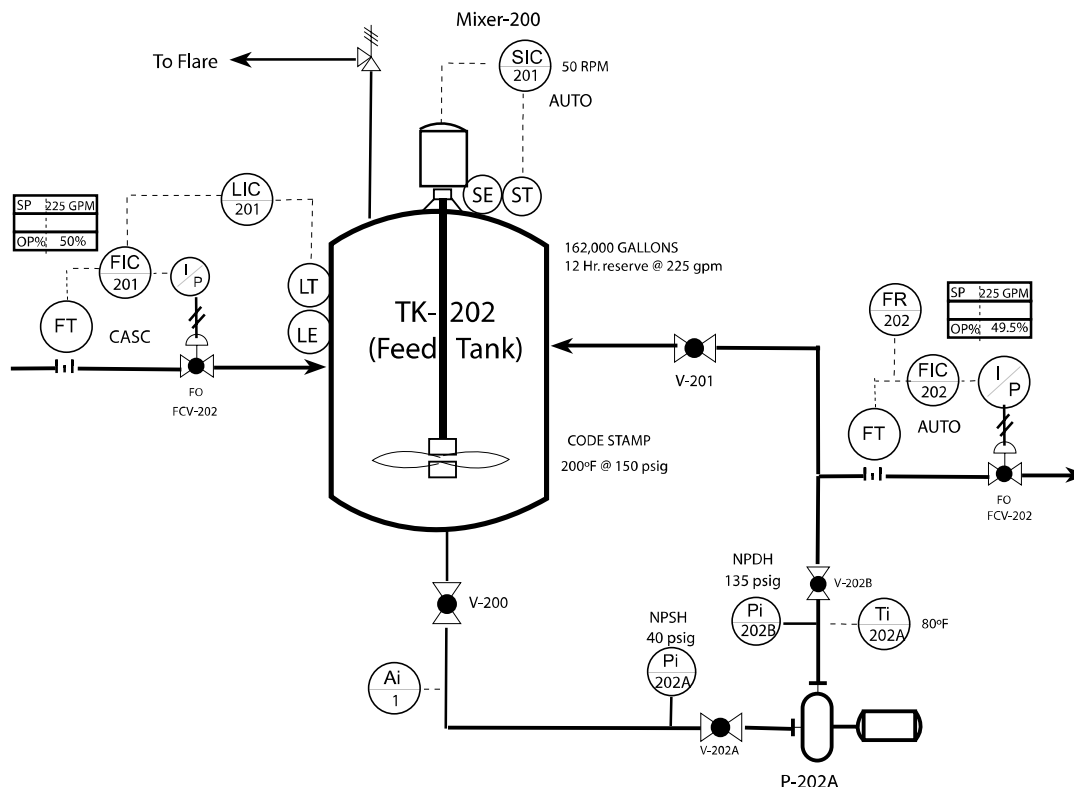 Mixer-200
To Flare
SIC
201
50 RPM
AUTO
SE
ST
SP 225 GPM
OP% 50%
LIC
201
FIC
201
I
P
FT
CASC
LT
LE
FO
FCV-202
TK-202
(Feed Tank)
162,000 GALLONS
12 Hr. reserve @ 225 gpm
CODE STAMP
200ºF @ 150 psig
V-201
FR
202
SP 225 GPM
OP% 49.5%
FIC
202
I
P
FT
AUTO
FO
FCV-202
V-200
Ai
1
NPSH
40 psig
Pi
202A
V-202A
NPDH
135 psig
Pi
202B
V-202B
Ti
202A
80ºF
P-202A